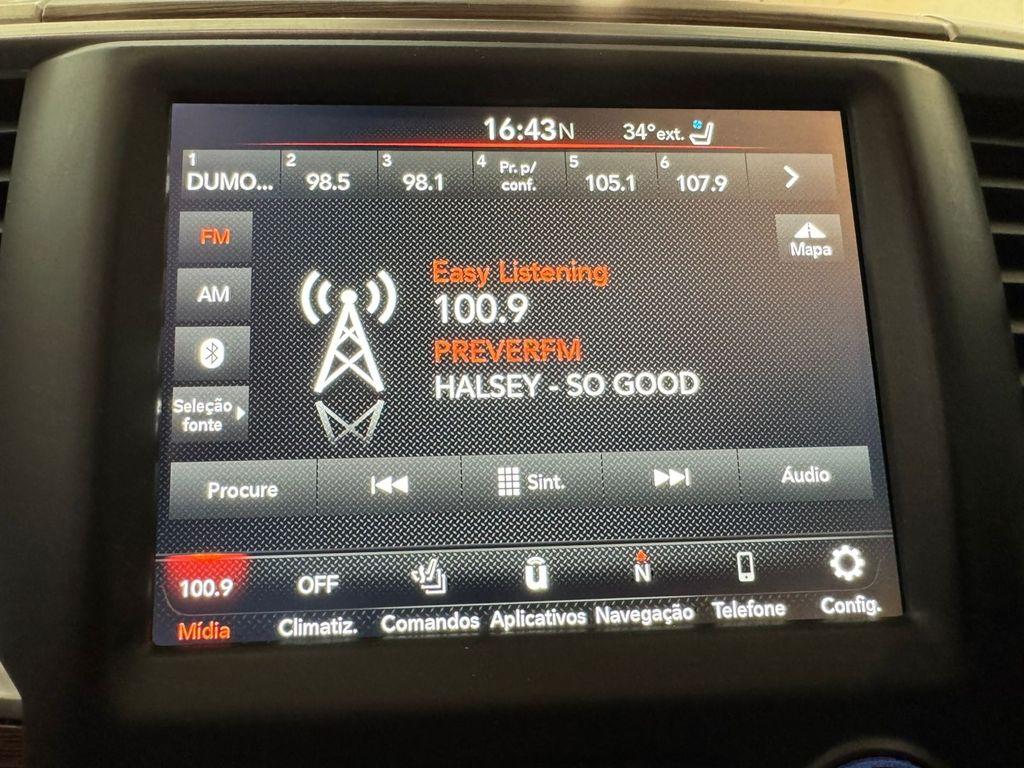 16:43N 34°ext.
1 DUMO... 2 98.5 3 98.1 4 Pr. p/ conf. 5 105.1 6 107.9
FM
AM
Seleção
fonte
Mapa
Easy Listening
100.9
PREVERFM
HALSEY - SO GOOD
Procure Sint. Áudio
100.9 OFF N
Mídia Climatiz. Comandos Aplicativos Navegação Telefone Config.